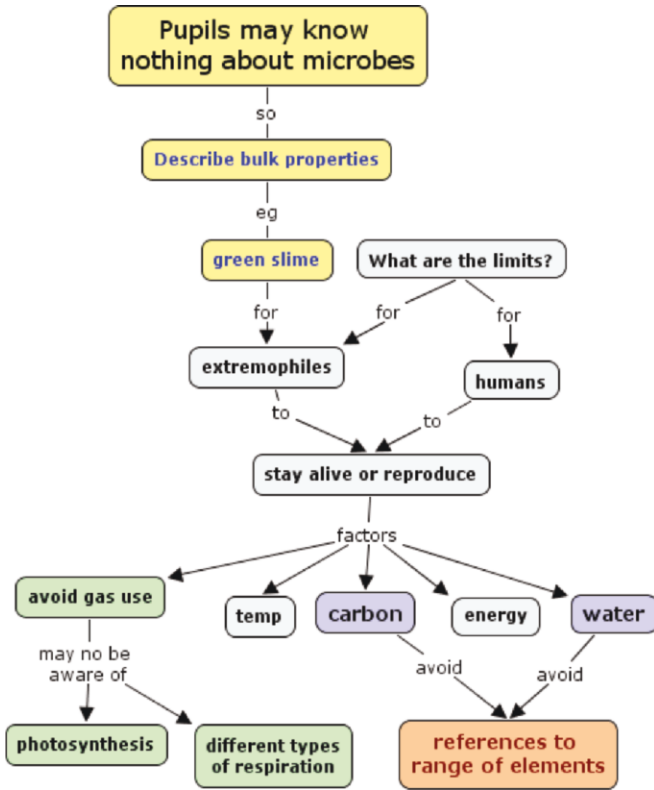 Pupils may know
nothing about microbes
so
Describe bulk properties
eg
green slime
What are the limits?
for
for
for
extremophiles
humans
to
to
stay alive or reproduce
factors
avoid gas use
temp
carbon
energy
water
may no be
aware of
avoid
avoid
photosynthesis
different types
of respiration
references to
range of elements